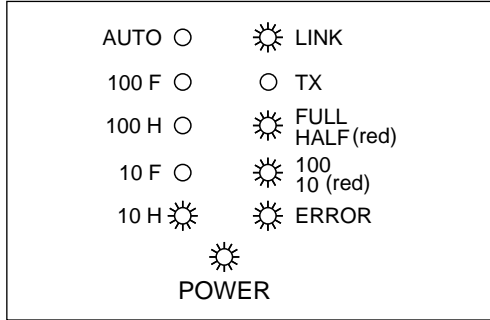 AUTO
LINK
100 F
TX
100 H
FULL
HALF (red)
10 F
100
10 (red)
10 H
ERROR
POWER